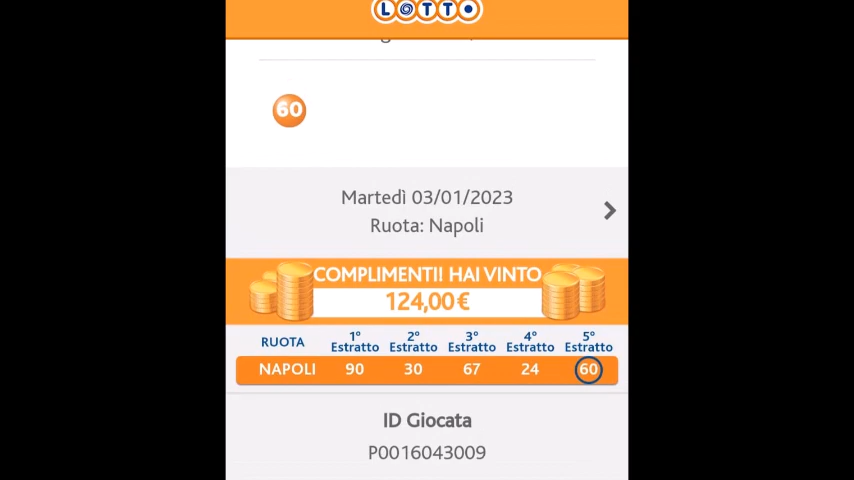 LOTTO
60
Martedì 03/01/2023
Ruota: Napoli
COMPLIMENTI! HAI VINTO
124,00€
RUOTA 1° Estratto 2° Estratto 3° Estratto 4° Estratto 5° Estratto
NAPOLI 90 30 67 24 60
ID Giocata
P0016043009